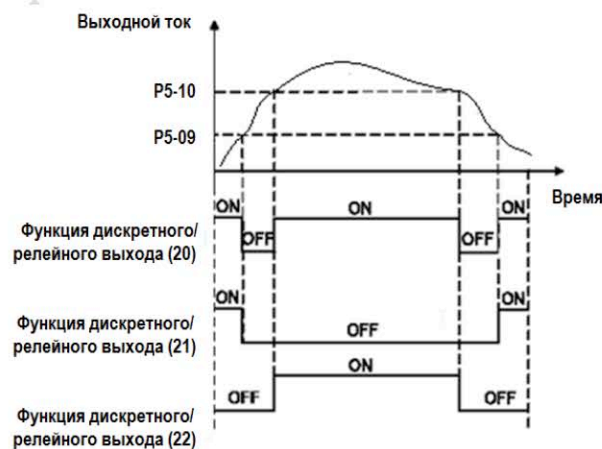 Выходной ток
P5-10
P5-09
Время
ON
ON
ON
Функция дискретного/
OFF
OFF
релейного выхода (20)
ON
ON
Функция дискретного/
OFF
релейного выхода (21)
ON
OFF
OFF
Функция дискретного/
релейного выхода (22)